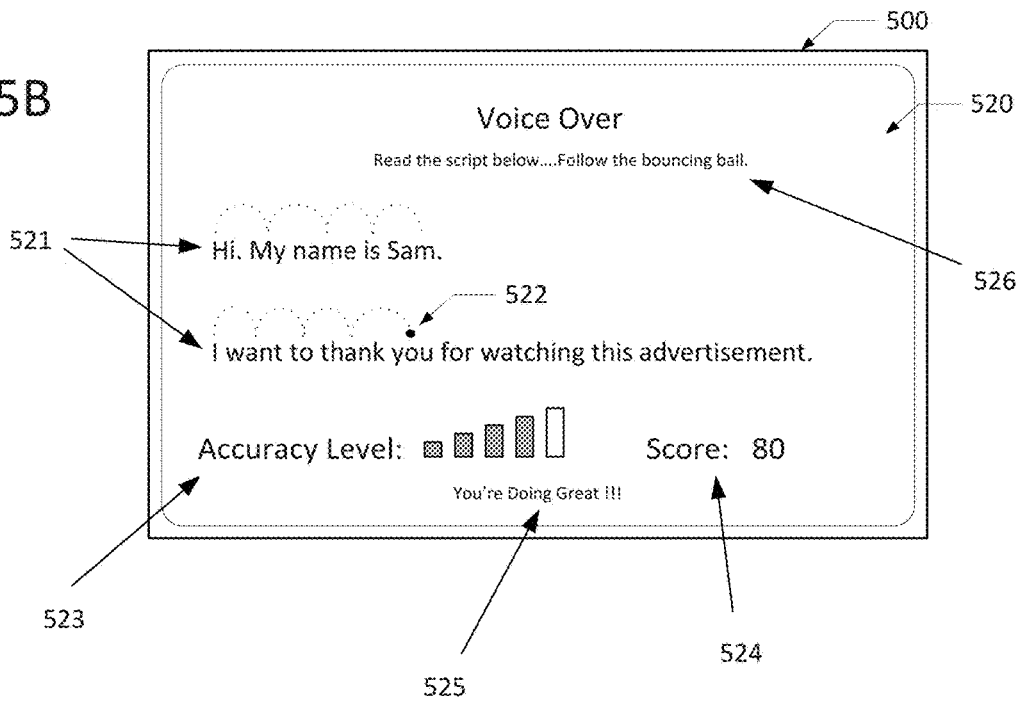 500
5B
520
Voice Over
Read the script below....Follow the bouncing ball.
521
Hi. My name is Sam.
526
522
I want to thank you for watching this advertisement.
Accuracy Level:
Score: 80
You're Doing Great !!!
523
524
525